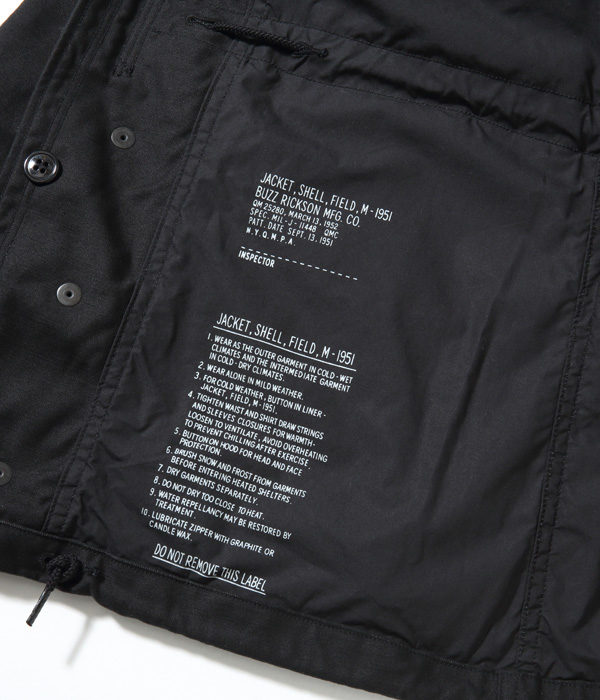 JACKET, SHELL, FIELD, M-1951
BUZZ RICKSON MFG. CO.
QM 25280, MARCH 13, 1952
SPEC. MIL-J-11448 QMC
PATT. DATE SEPT. 13, 1951
N.Y.Q.M.P.A.
INSPECTOR
JACKET, SHELL, FIELD, M-1951
1. WEAR AS THE OUTER GARMENT IN COLD-WET
CLIMATES AND THE INTERMEDIATE GARMENT
IN COLD-DRY CLIMATES.
2. WEAR ALONE IN MILD WEATHER.
3. FOR COLD WEATHER, BUTTON IN LINER-
JACKET, FIELD, M-1951.
4. TIGHTEN WAIST AND SHIRT DRAW STRINGS
AND SLEEVES CLOSURES FOR WARMTH-
LOOSEN TO VENTILATE, AVOID OVERHEATING
TO PREVENT CHILLING AFTER EXERCISE.
5. BUTTON ON HOOD FOR HEAD AND FACE
PROTECTION.
6. BRUSH SNOW AND FROST FROM GARMENTS
BEFORE ENTERING HEATED SHELTERS.
7. DRY GARMENTS SEPARATELY.
8. DO NOT DRY TOO CLOSE TO HEAT.
9. WATER REPELLANCY MAY BE RESTORED BY
TREATMENT
10. LUBRICATE ZIPPER WITH GRAPHITE OR
CANDLE WAX.
DO NOT REMOVE THIS LABEL